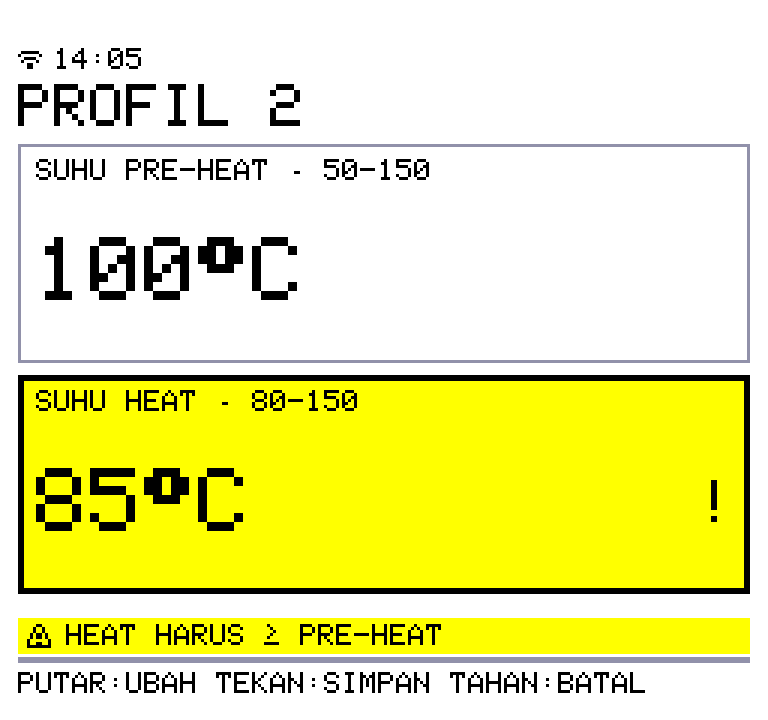 14:05
PROFIL 2
SUHU PRE-HEAT - 50-150
100°C
SUHU HEAT - 80-150
85°C
!
HEAT HARUS ≥ PRE-HEAT
PUTAR:UBAH TEKAN:SIMPAN TAHAN:BATAL